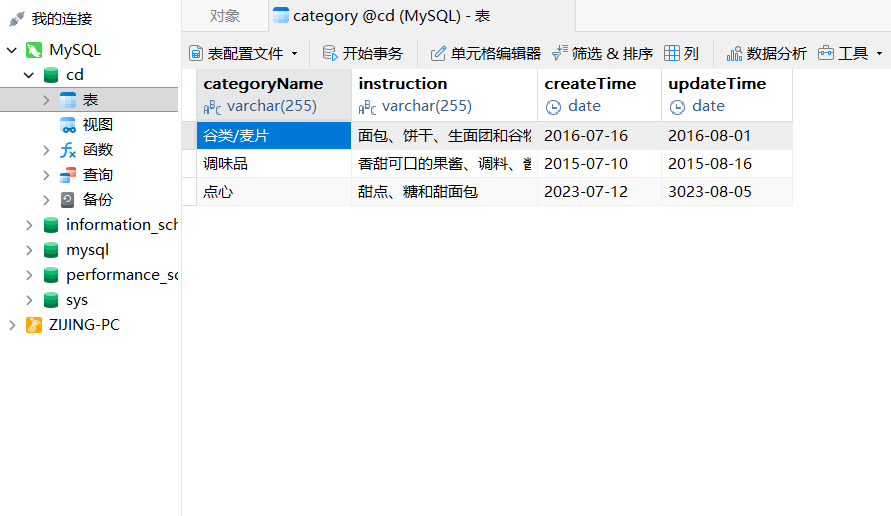 我的连接
MySQL
cd
表
视图
函数
查询
备份
information_sch
mysql
performance_sc
sys
ZIJING-PC
对象
category @cd (MySQL) - 表
表配置文件 开始事务 单元格编辑器 筛选 & 排序 列 数据分析 工具
categoryName instruction createTime updateTime
varchar(255) varchar(255) date date
谷类/麦片 面包、饼干、生面团和谷物 2016-07-16 2016-08-01
调味品 香甜可口的果酱、调料、酱 2015-07-10 2015-08-16
点心 甜点、糖和甜面包 2023-07-12 3023-08-05